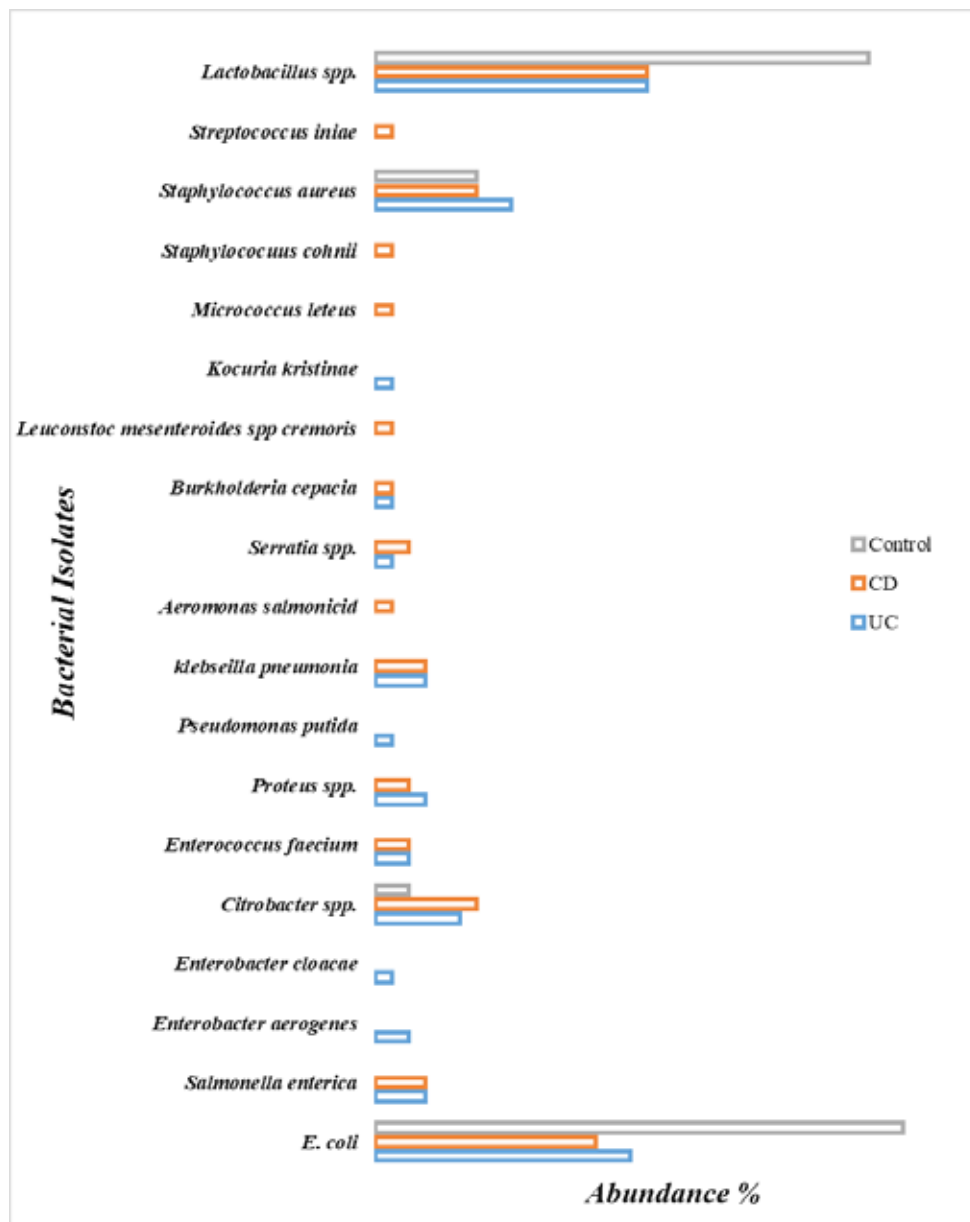 Lactobacillus spp.
Streptococcus iniae
Staphylococcus aureus
Staphylococuus cohnii
Micrococcus leteus
Kocuria kristinae
Leuconstoc mesenteroides spp cremoris
Burkholderia cepacia
Serratia spp.
Aeromonas salmonicid
klebseilla pneumonia
Pseudomonas putida
Proteus spp.
Enterococcus faecium
Citrobacter spp.
Enterobacter cloacae
Enterobacter aerogenes
Salmonella enterica
E. coli
Bacterial Isolates
Control
CD
UC
Abundance %